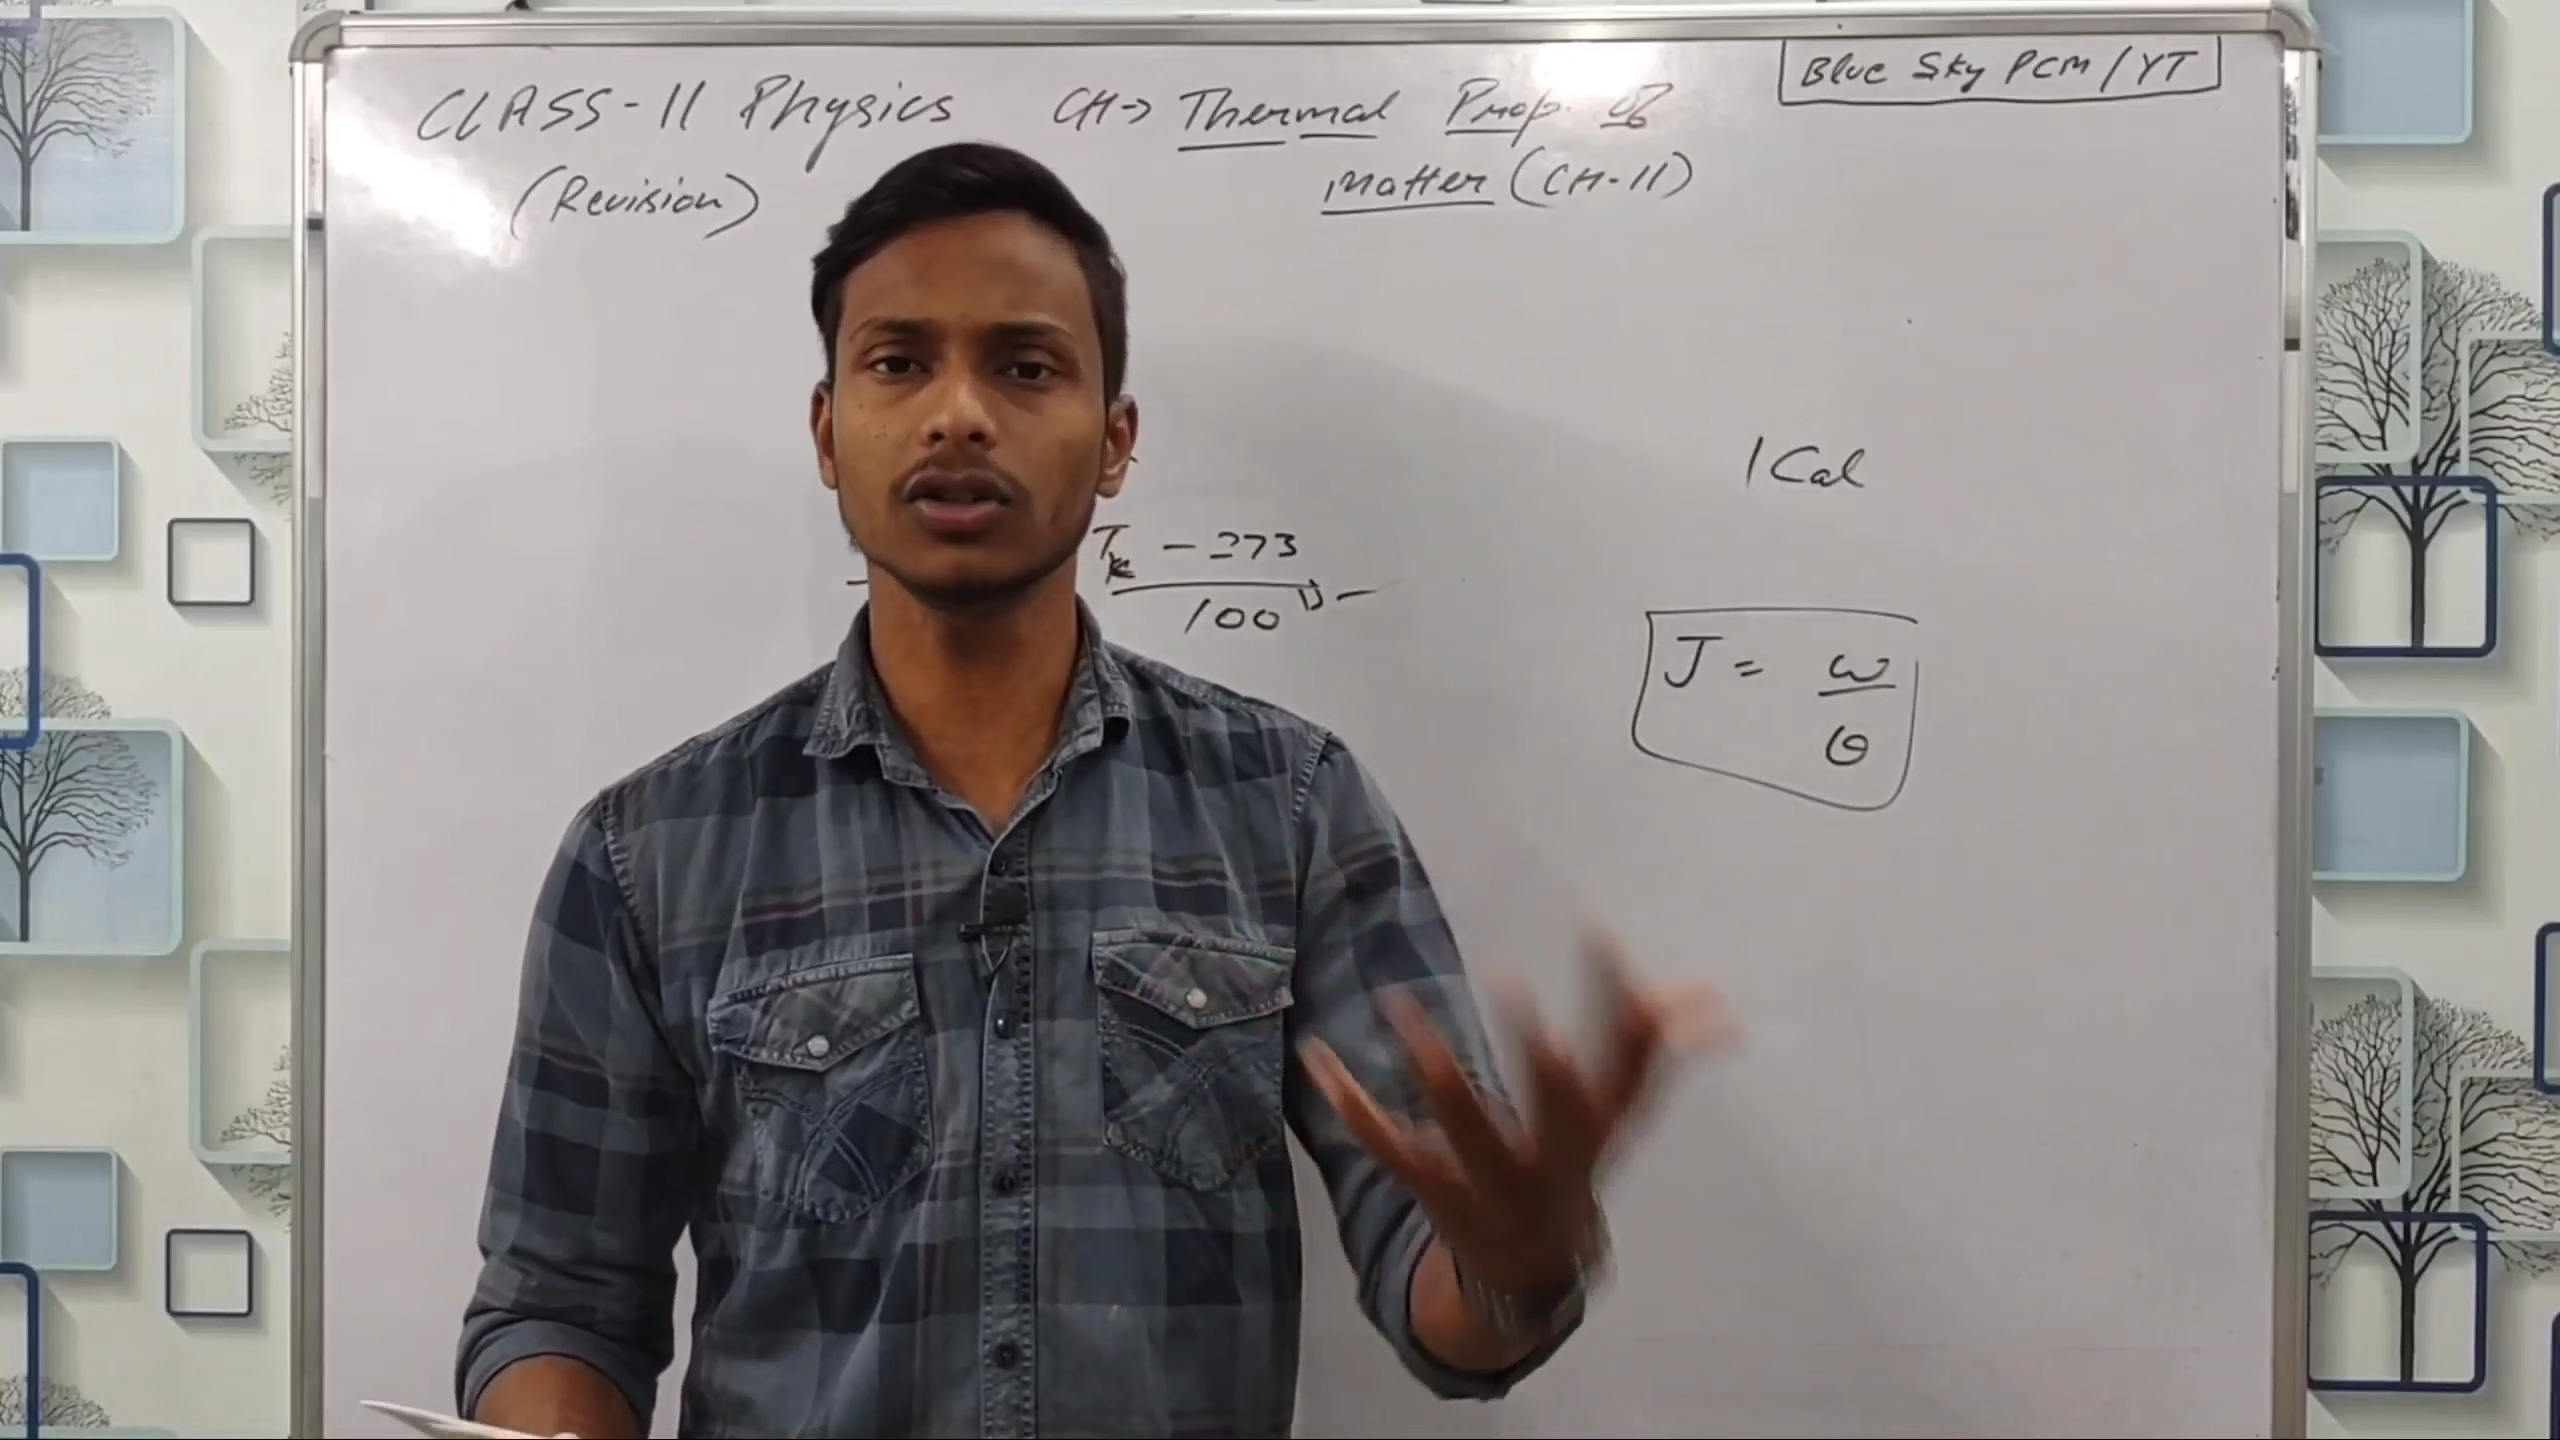 Blue Sky PCM / YT
CLASS-11 Physics CH→ Thermal Prop. of
(Revision) Matter (CH-11)
1 Cal
T_K - 273
100
J = W
Q